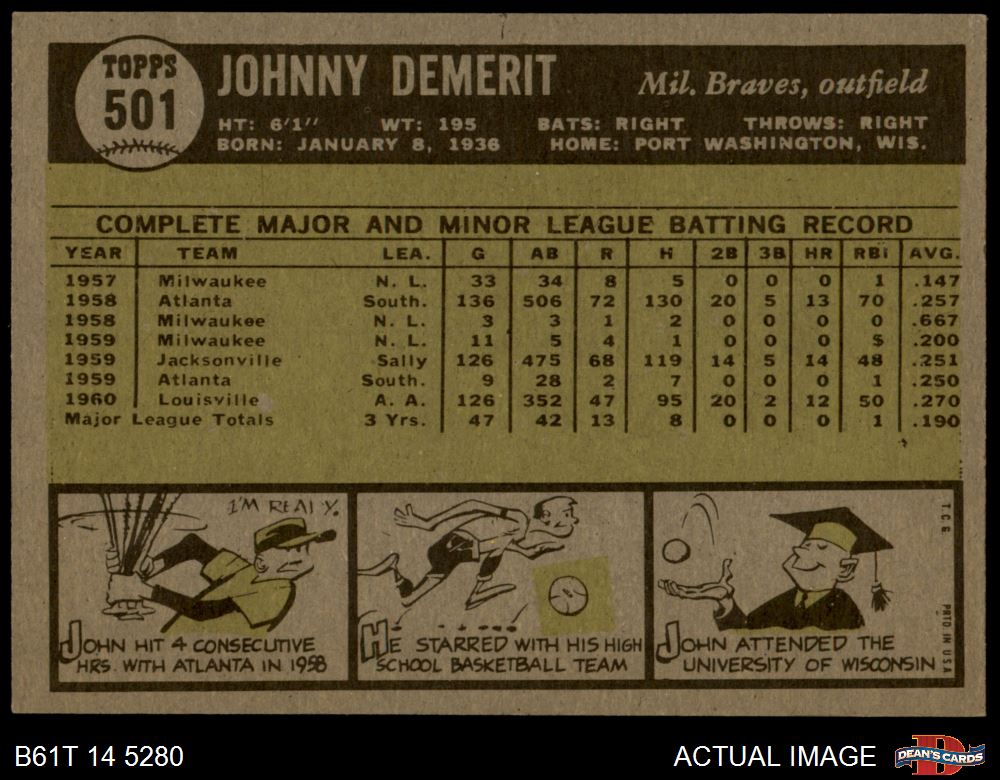 TOPPS
501
JOHNNY DEMERIT
Mil. Braves, outfield
HT: 6'1" WT: 195 BATS: RIGHT THROWS: RIGHT
BORN: JANUARY 8, 1936 HOME: PORT WASHINGTON, WIS.
COMPLETE MAJOR AND MINOR LEAGUE BATTING RECORD
YEAR TEAM LEA. G AB R H 2B 3B HR RBI AVG.
1957 Milwaukee N. L. 33 34 8 5 0 0 0 1 .147
1958 Atlanta South. 136 506 72 130 20 5 13 70 .257
1958 Milwaukee N. L. 3 3 1 2 0 0 0 0 .667
1959 Milwaukee N. L. 11 5 4 1 0 0 0 $ .200
1959 Jacksonville Sally 126 475 68 119 14 5 14 48 .251
1959 Atlanta South. 9 28 2 7 0 0 0 1 .250
1960 Louisville A. A. 126 352 47 95 20 2 12 50 .270
Major League Totals 3 Yrs. 47 42 13 8 0 0 0 1 .190
I'M READY.
JOHN HIT 4 CONSECUTIVE
HRS. WITH ATLANTA IN 1958
HE STARRED WITH HIS HIGH
SCHOOL BASKETBALL TEAM
JOHN ATTENDED THE
UNIVERSITY OF WISCONSIN
T.C.G.
PRTD IN U.S.A.
B61T 14 5280
ACTUAL IMAGE
DEAN'S CARDS